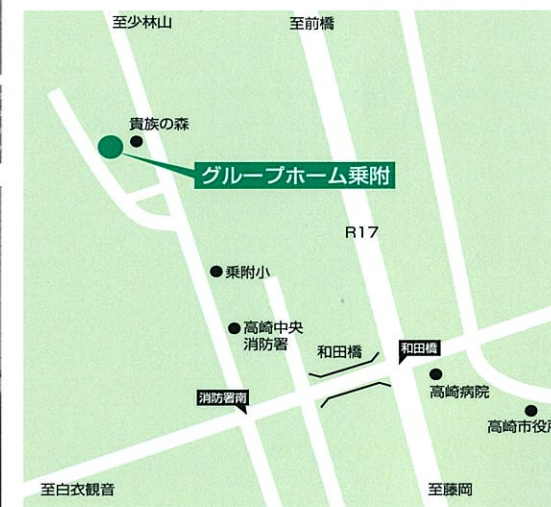 至少林山
至前橋
貴族の森
グループホーム乗附
R17
乗附小
高崎中央
消防署
和田橋
和田橋
消防署南
高崎病院
高崎市役
至白衣観音
至藤岡